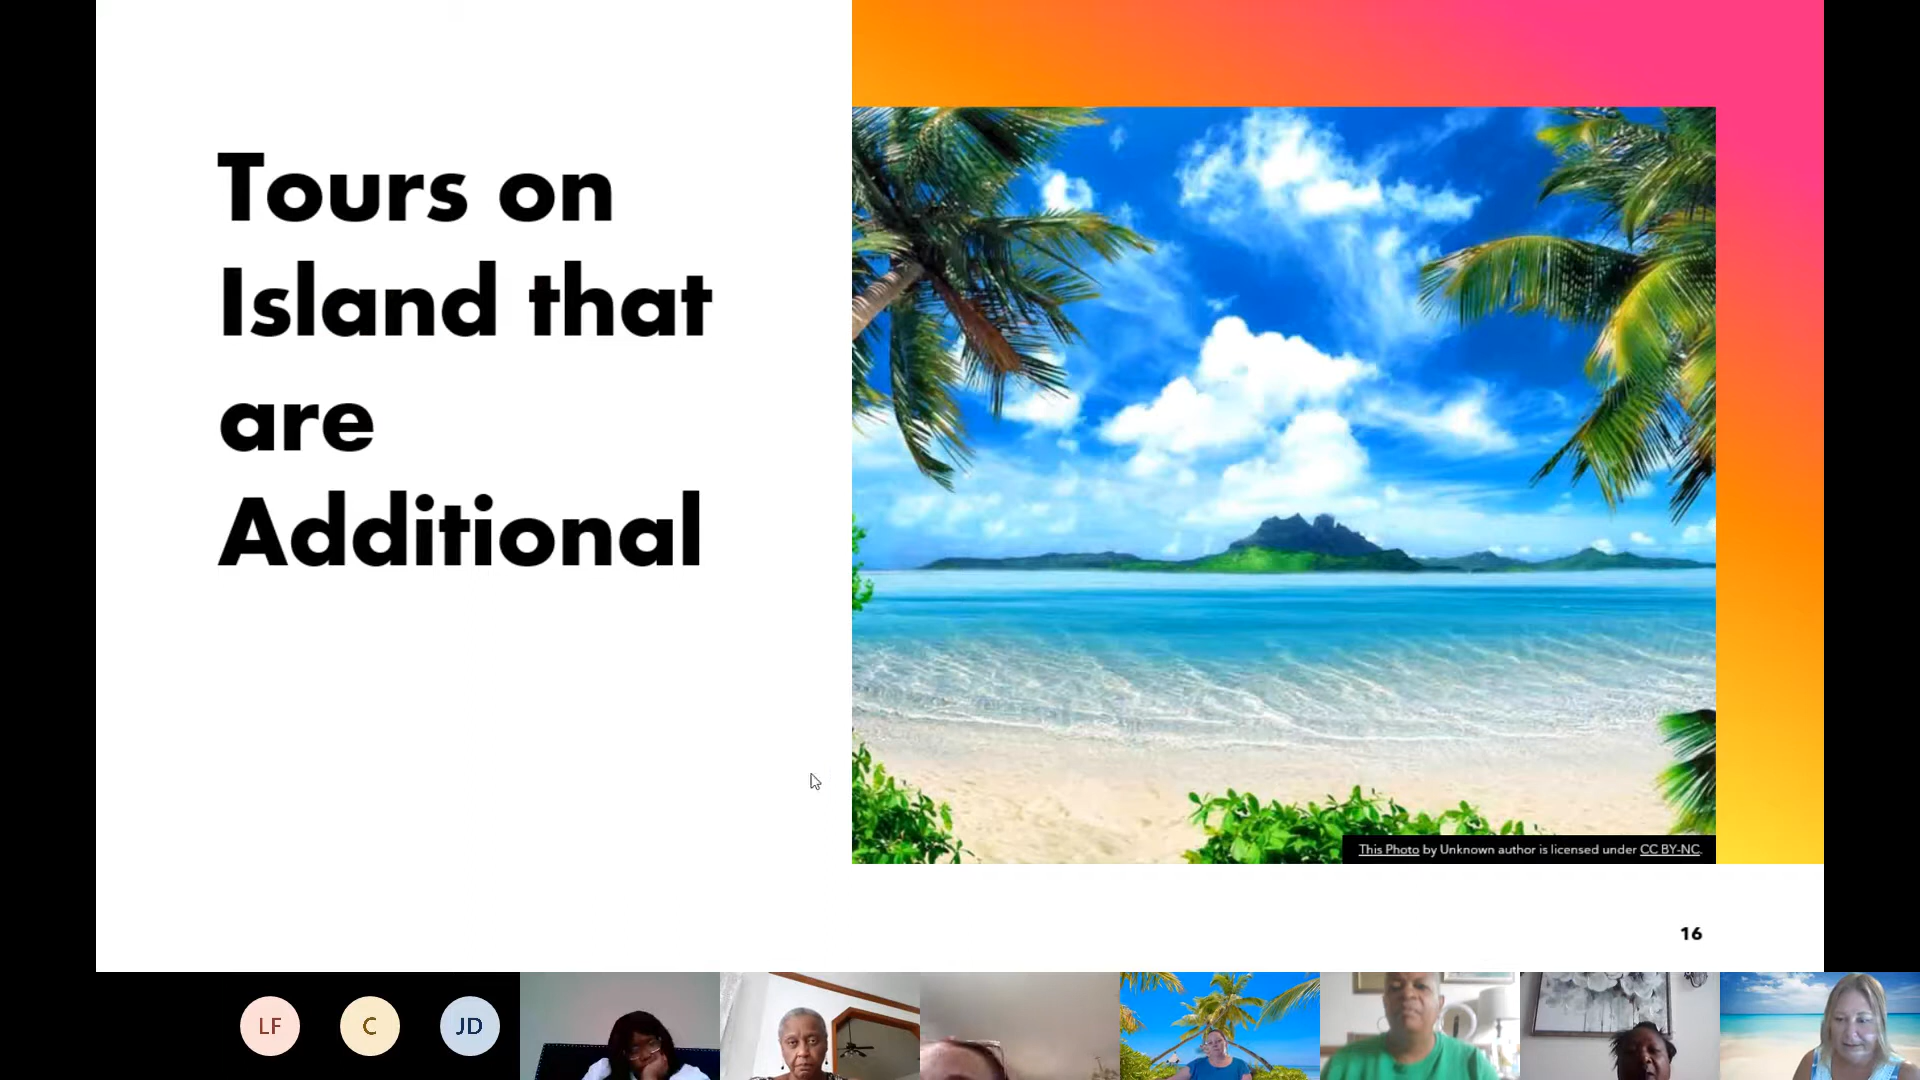 Tours on
Island that
are
Additional
This Photo by Unknown author is licensed under CC BY-NC.
16
LF
C
JD